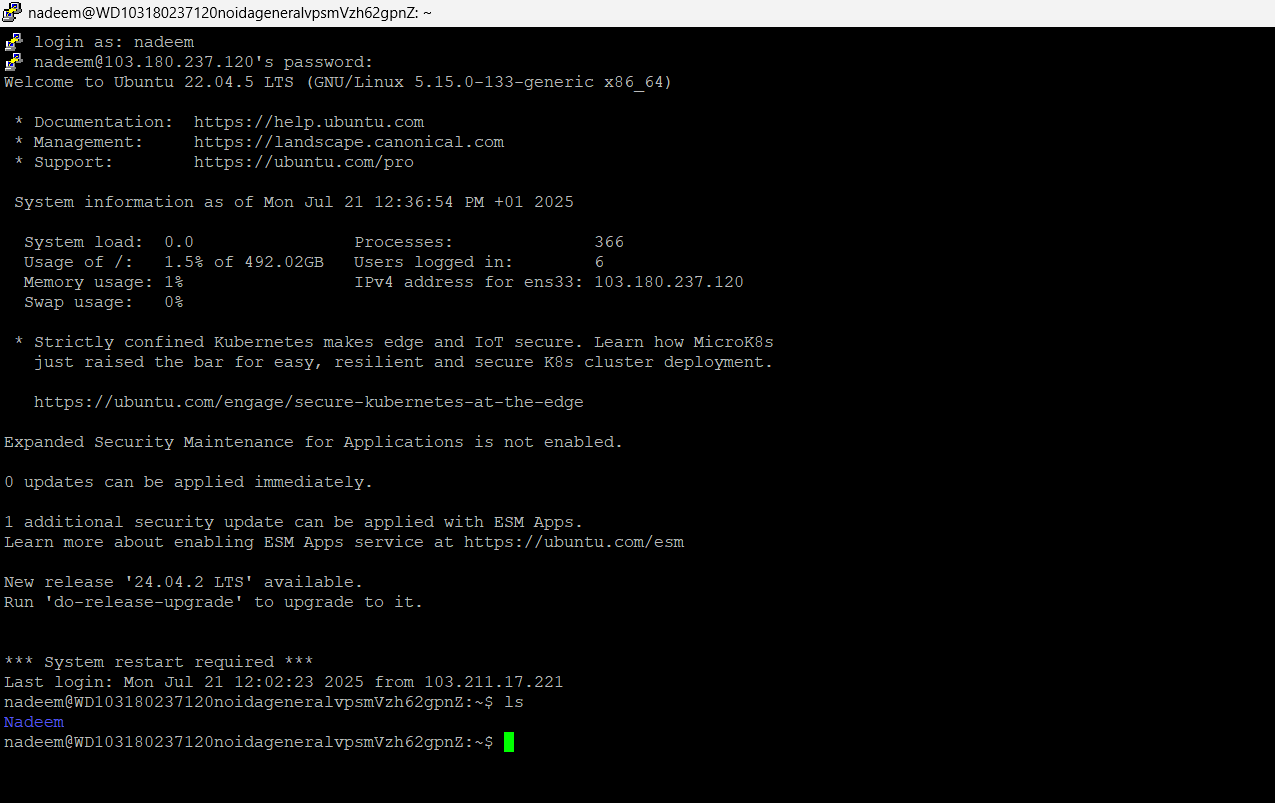 nadeem@WD103180237120noidageneralvpsmVzh62gpnZ: ~
login as: nadeem
nadeem@103.180.237.120's password:
Welcome to Ubuntu 22.04.5 LTS (GNU/Linux 5.15.0-133-generic x86_64)
* Documentation:  https://help.ubuntu.com
* Management:     https://landscape.canonical.com
* Support:        https://ubuntu.com/pro
System information as of Mon Jul 21 12:36:54 PM +01 2025
System load:  0.0                Processes:              366
Usage of /:   1.5% of 492.02GB   Users logged in:        6
Memory usage: 1%                 IPv4 address for ens33: 103.180.237.120
Swap usage:   0%
* Strictly confined Kubernetes makes edge and IoT secure. Learn how MicroK8s
just raised the bar for easy, resilient and secure K8s cluster deployment.
https://ubuntu.com/engage/secure-kubernetes-at-the-edge
Expanded Security Maintenance for Applications is not enabled.
0 updates can be applied immediately.
1 additional security update can be applied with ESM Apps.
Learn more about enabling ESM Apps service at https://ubuntu.com/esm
New release '24.04.2 LTS' available.
Run 'do-release-upgrade' to upgrade to it.
*** System restart required ***
Last login: Mon Jul 21 12:02:23 2025 from 103.211.17.221
nadeem@WD103180237120noidageneralvpsmVzh62gpnZ:~$ ls
Nadeem
nadeem@WD103180237120noidageneralvpsmVzh62gpnZ:~$